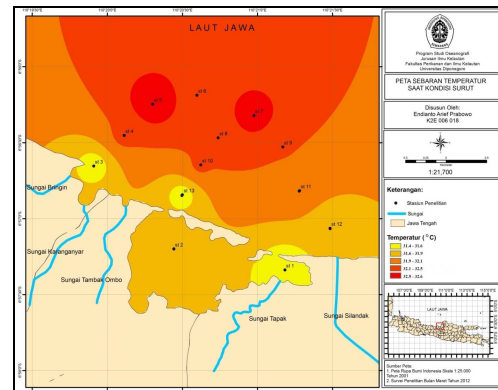 LAUT JAWA
st 5
st 6
st 7
st 4
st 8
st 9
st 3
st 10
st 13
st 11
st 12
st 2
st 1
Sungai Bringin
Sungai Karanganyar
Sungai Tambak Ombo
Sungai Tapak
Sungai Silandak
Program Studi Oseanografi
Jurusan Ilmu Kelautan
Fakultas Perikanan dan Ilmu Kelautan
Universitas Diponegoro
PETA SEBARAN TEMPERATUR
SAAT KONDISI SURUT
Disusun Oleh:
Endianto Arief Prabowo
K2E 006 018
1:21,700
Keterangan:
Stasiun Penelitian
Sungai
Jawa Tengah
Temperatur ( °C)
31.4 - 31.6
31.6 - 31.9
31.9 - 32.1
32.1 - 32.5
32.5 - 32.6
LAUT JAWA
Sumber Peta:
1. Peta Rupa Bumi Indonesia Skala 1:25.000
Tahun 2001
2. Survei Penelitian Bulan Maret Tahun 2012